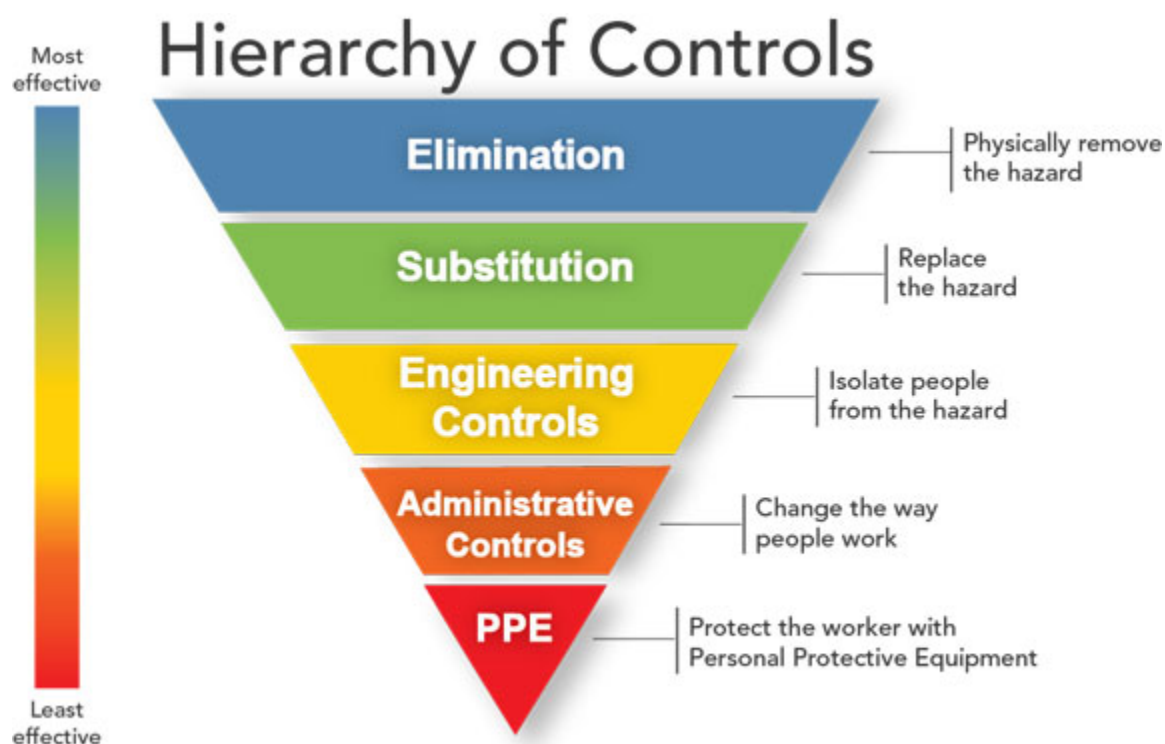 Hierarchy of Controls
Most
effective
Elimination
Physically remove
the hazard
Substitution
Replace
the hazard
Engineering
Controls
Isolate people
from the hazard
Administrative
Controls
Change the way
people work
PPE
Protect the worker with
Personal Protective Equipment
Least
effective